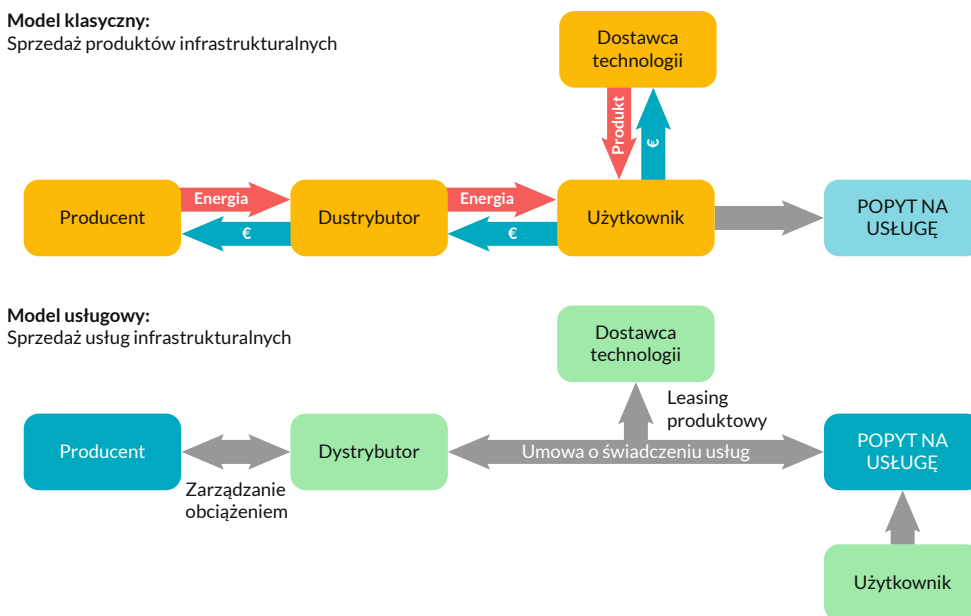 Model klasyczny:
Sprzedaż produktów infrastrukturalnych
Dostawca
technologii
Produkt
€
Energia
Energia
Producent
Dustrybutor
Użytkownik
POPYT NA
USŁUGĘ
€
€
Model usługowy:
Sprzedaż usług infrastrukturalnych
Dostawca
technologii
Leasing
produktowy
Producent
Dystrybutor
Umowa o świadczeniu usług
POPYT NA
USŁUGĘ
Zarządzanie
obciążeniem
Użytkownik